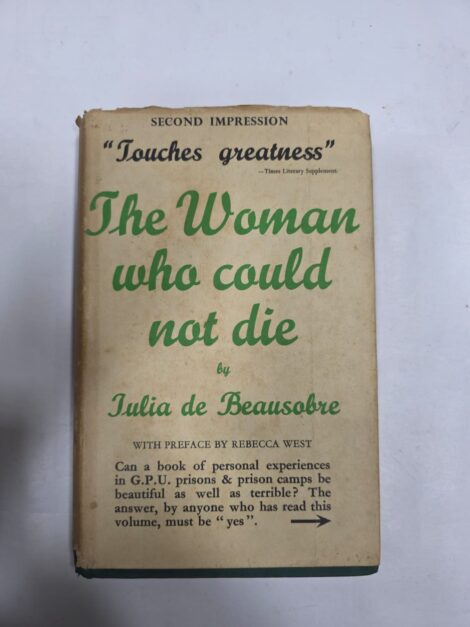 SECOND IMPRESSION
"Touches greatness"
—Times Literary Supplement
The Woman
who could
not die
by
Iulia de Beausobre
WITH PREFACE BY REBECCA WEST
Can a book of personal experiences
in G.P.U. prisons & prison camps be
beautiful as well as terrible? The
answer, by anyone who has read this
volume, must be "yes".